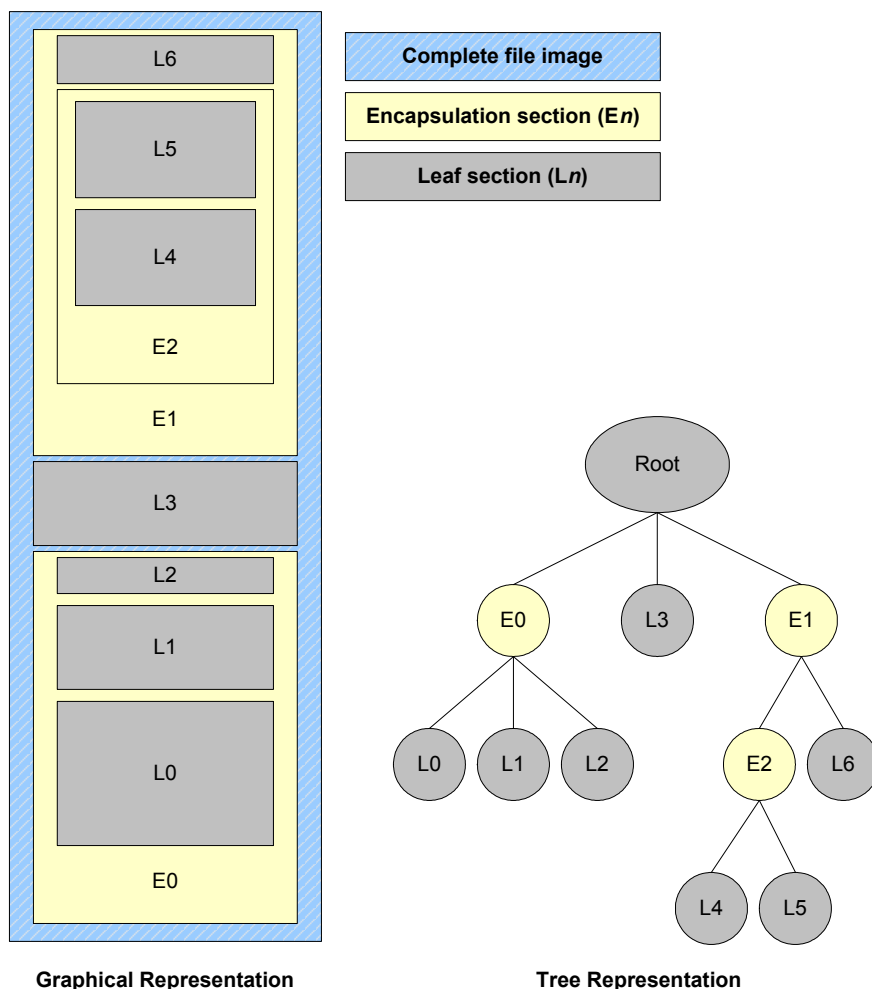 L6
L5
L4
E2
E1
L3
L2
L1
L0
E0
Graphical Representation
Complete file image
Encapsulation section (En)
Leaf section (Ln)
Root
E0
L3
E1
L0
L1
L2
E2
L6
L4
L5
Tree Representation